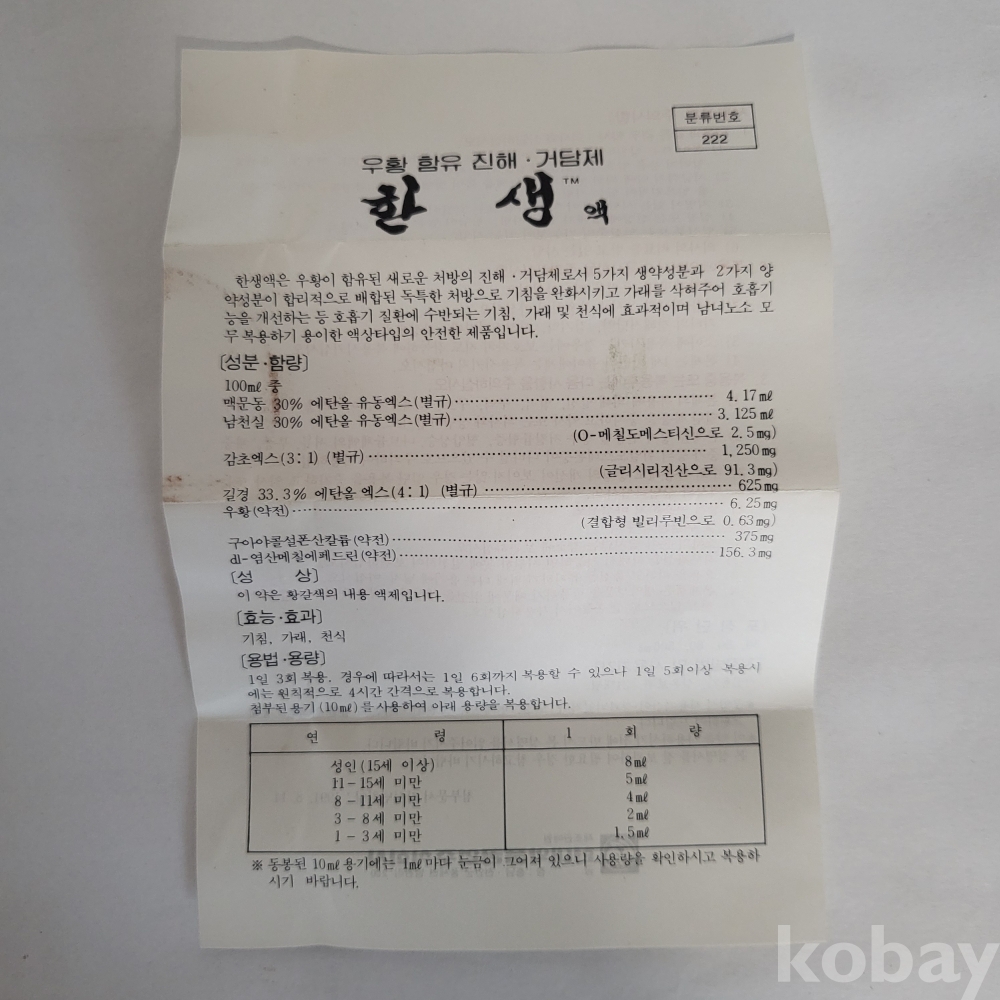 분류번호
222
우황 함유 진해·거담제
한 생 TM 액
한생액은 우황이 함유된 새로운 처방의 진해·거담제로서 5가지 생약성분과 2가지 양
약성분이 합리적으로 배합된 독특한 처방으로 기침을 완화시키고 가래를 삭혀주어 호흡기
능을 개선하는 등 호흡기 질환에 수반되는 기침, 가래 및 천식에 효과적이며 남녀노소 모
두 복용하기 용이한 액상타입의 안전한 제품입니다.
[성분·함량]
100㎖ 중
맥문동 30% 에탄올 유동엑스(별규) 4.17㎖
남천실 30% 에탄올 유동엑스(별규) 3.125㎖
(O-메칠도메스티신으로 2.5㎎)
감초엑스(3:1) (별규) 1,250㎎
(글리시리진산으로 91.3㎎)
길경 33.3% 에탄올 엑스(4:1) (별규) 625㎎
우황(약전) 6.25㎎
(결합형 빌리루빈으로 0.63㎎)
구아야콜설폰산칼륨(약전) 375㎎
dl-염산메칠에페드린(약전) 156.3㎎
[성 상]
이 약은 황갈색의 내용 액제입니다.
[효능·효과]
기침, 가래, 천식
[용법·용량]
1일 3회 복용. 경우에 따라서는 1일 6회까지 복용할 수 있으나 1일 5회이상 복용시
에는 원칙적으로 4시간 간격으로 복용합니다.
첨부된 용기(10㎖)를 사용하여 아래 용량을 복용합니다.
연 령 1 회 량
성인(15세 이상) 8㎖
11-15세 미만 5㎖
8-11세 미만 4㎖
3-8세 미만 2㎖
1-3세 미만 1.5㎖
※ 동봉된 10㎖ 용기에는 1㎖마다 눈금이 그어져 있으니 사용량을 확인하시고 복용하
시기 바랍니다.
kobay